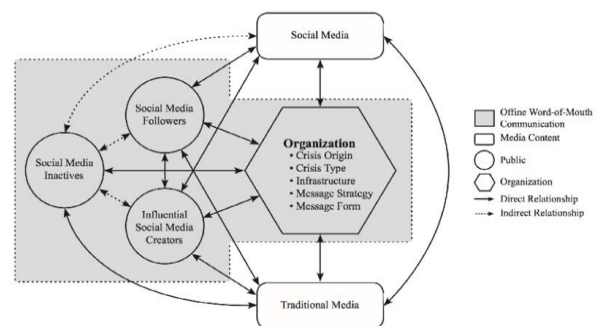 Social Media
Social Media
Followers
Social Media
Inactives
Influential
Social Media
Creators
Organization
• Crisis Origin
• Crisis Type
• Infrastructure
• Message Strategy
• Message Form
Traditional Media
Offine Word-of-Mouth
Communication
Media Content
Public
Organization
Direct Relationship
Indirect Relationship